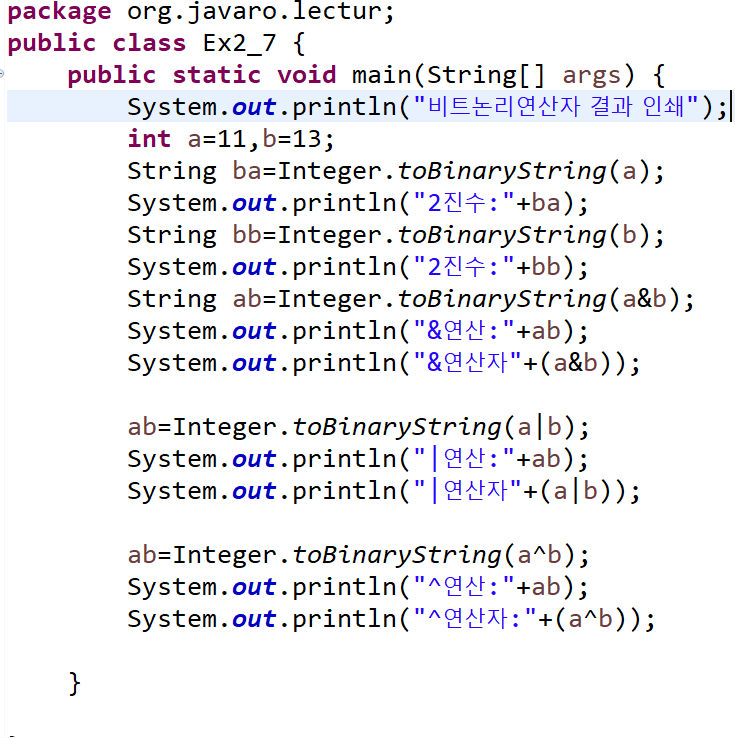 package org.javaro.lectur;
public class Ex2_7 {
public static void main(String[] args) {
System.out.println("비트논리연산자 결과 인쇄");
int a=11,b=13;
String ba=Integer.toBinaryString(a);
System.out.println("2진수:"+ba);
String bb=Integer.toBinaryString(b);
System.out.println("2진수:"+bb);
String ab=Integer.toBinaryString(a&b);
System.out.println("&연산:"+ab);
System.out.println("&연산자"+(a&b));
ab=Integer.toBinaryString(a|b);
System.out.println("|연산:"+ab);
System.out.println("|연산자"+(a|b));
ab=Integer.toBinaryString(a^b);
System.out.println("^연산:"+ab);
System.out.println("^연산자:"+(a^b));
}